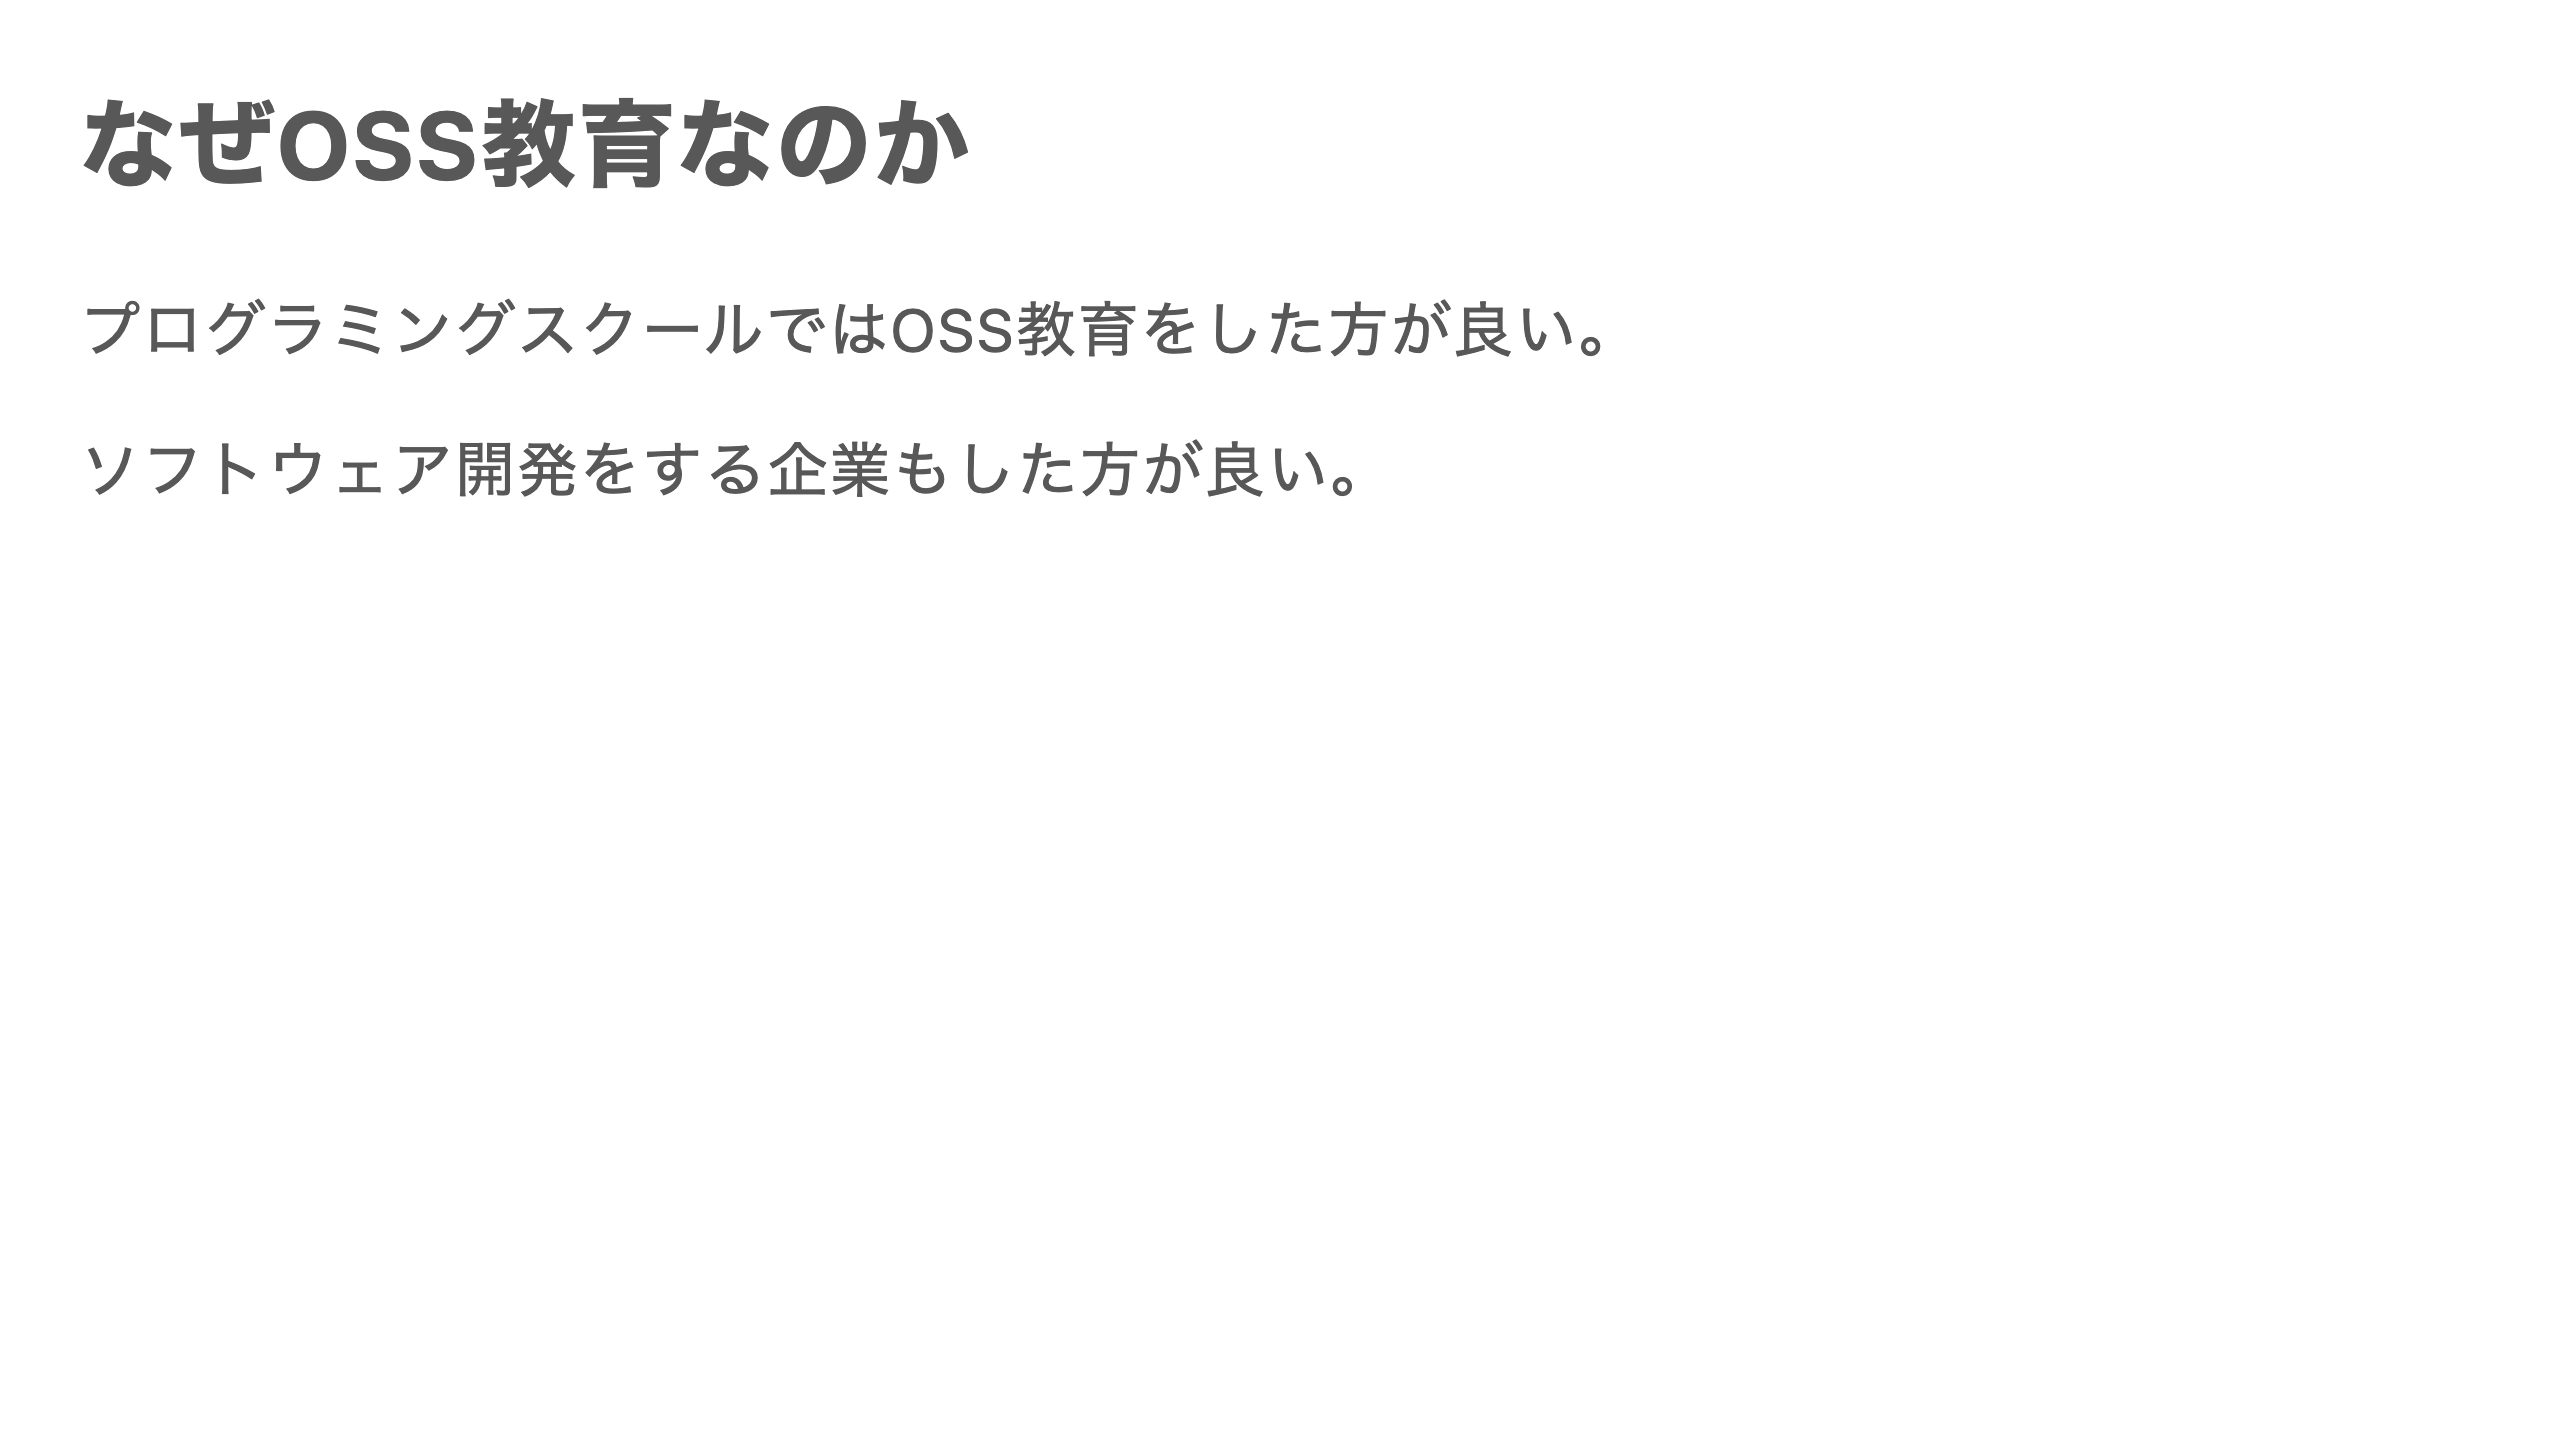 なぜOSS教育なのか
プログラミングスクールではOSS教育をした方が良い。
ソフトウェア開発をする企業もした方が良い。